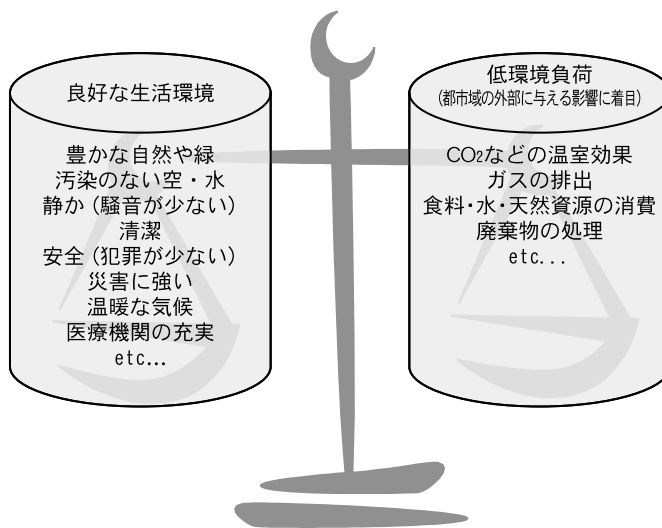 良好な生活環境
豊かな自然や緑
汚染のない空・水
静か（騒音が少ない）
清潔
安全（犯罪が少ない）
災害に強い
温暖な気候
医療機関の充実
etc...
低環境負荷
（都市域の外部に与える影響に着目）
CO2などの温室効果
ガスの排出
食料・水・天然資源の消費
廃棄物の処理
etc...